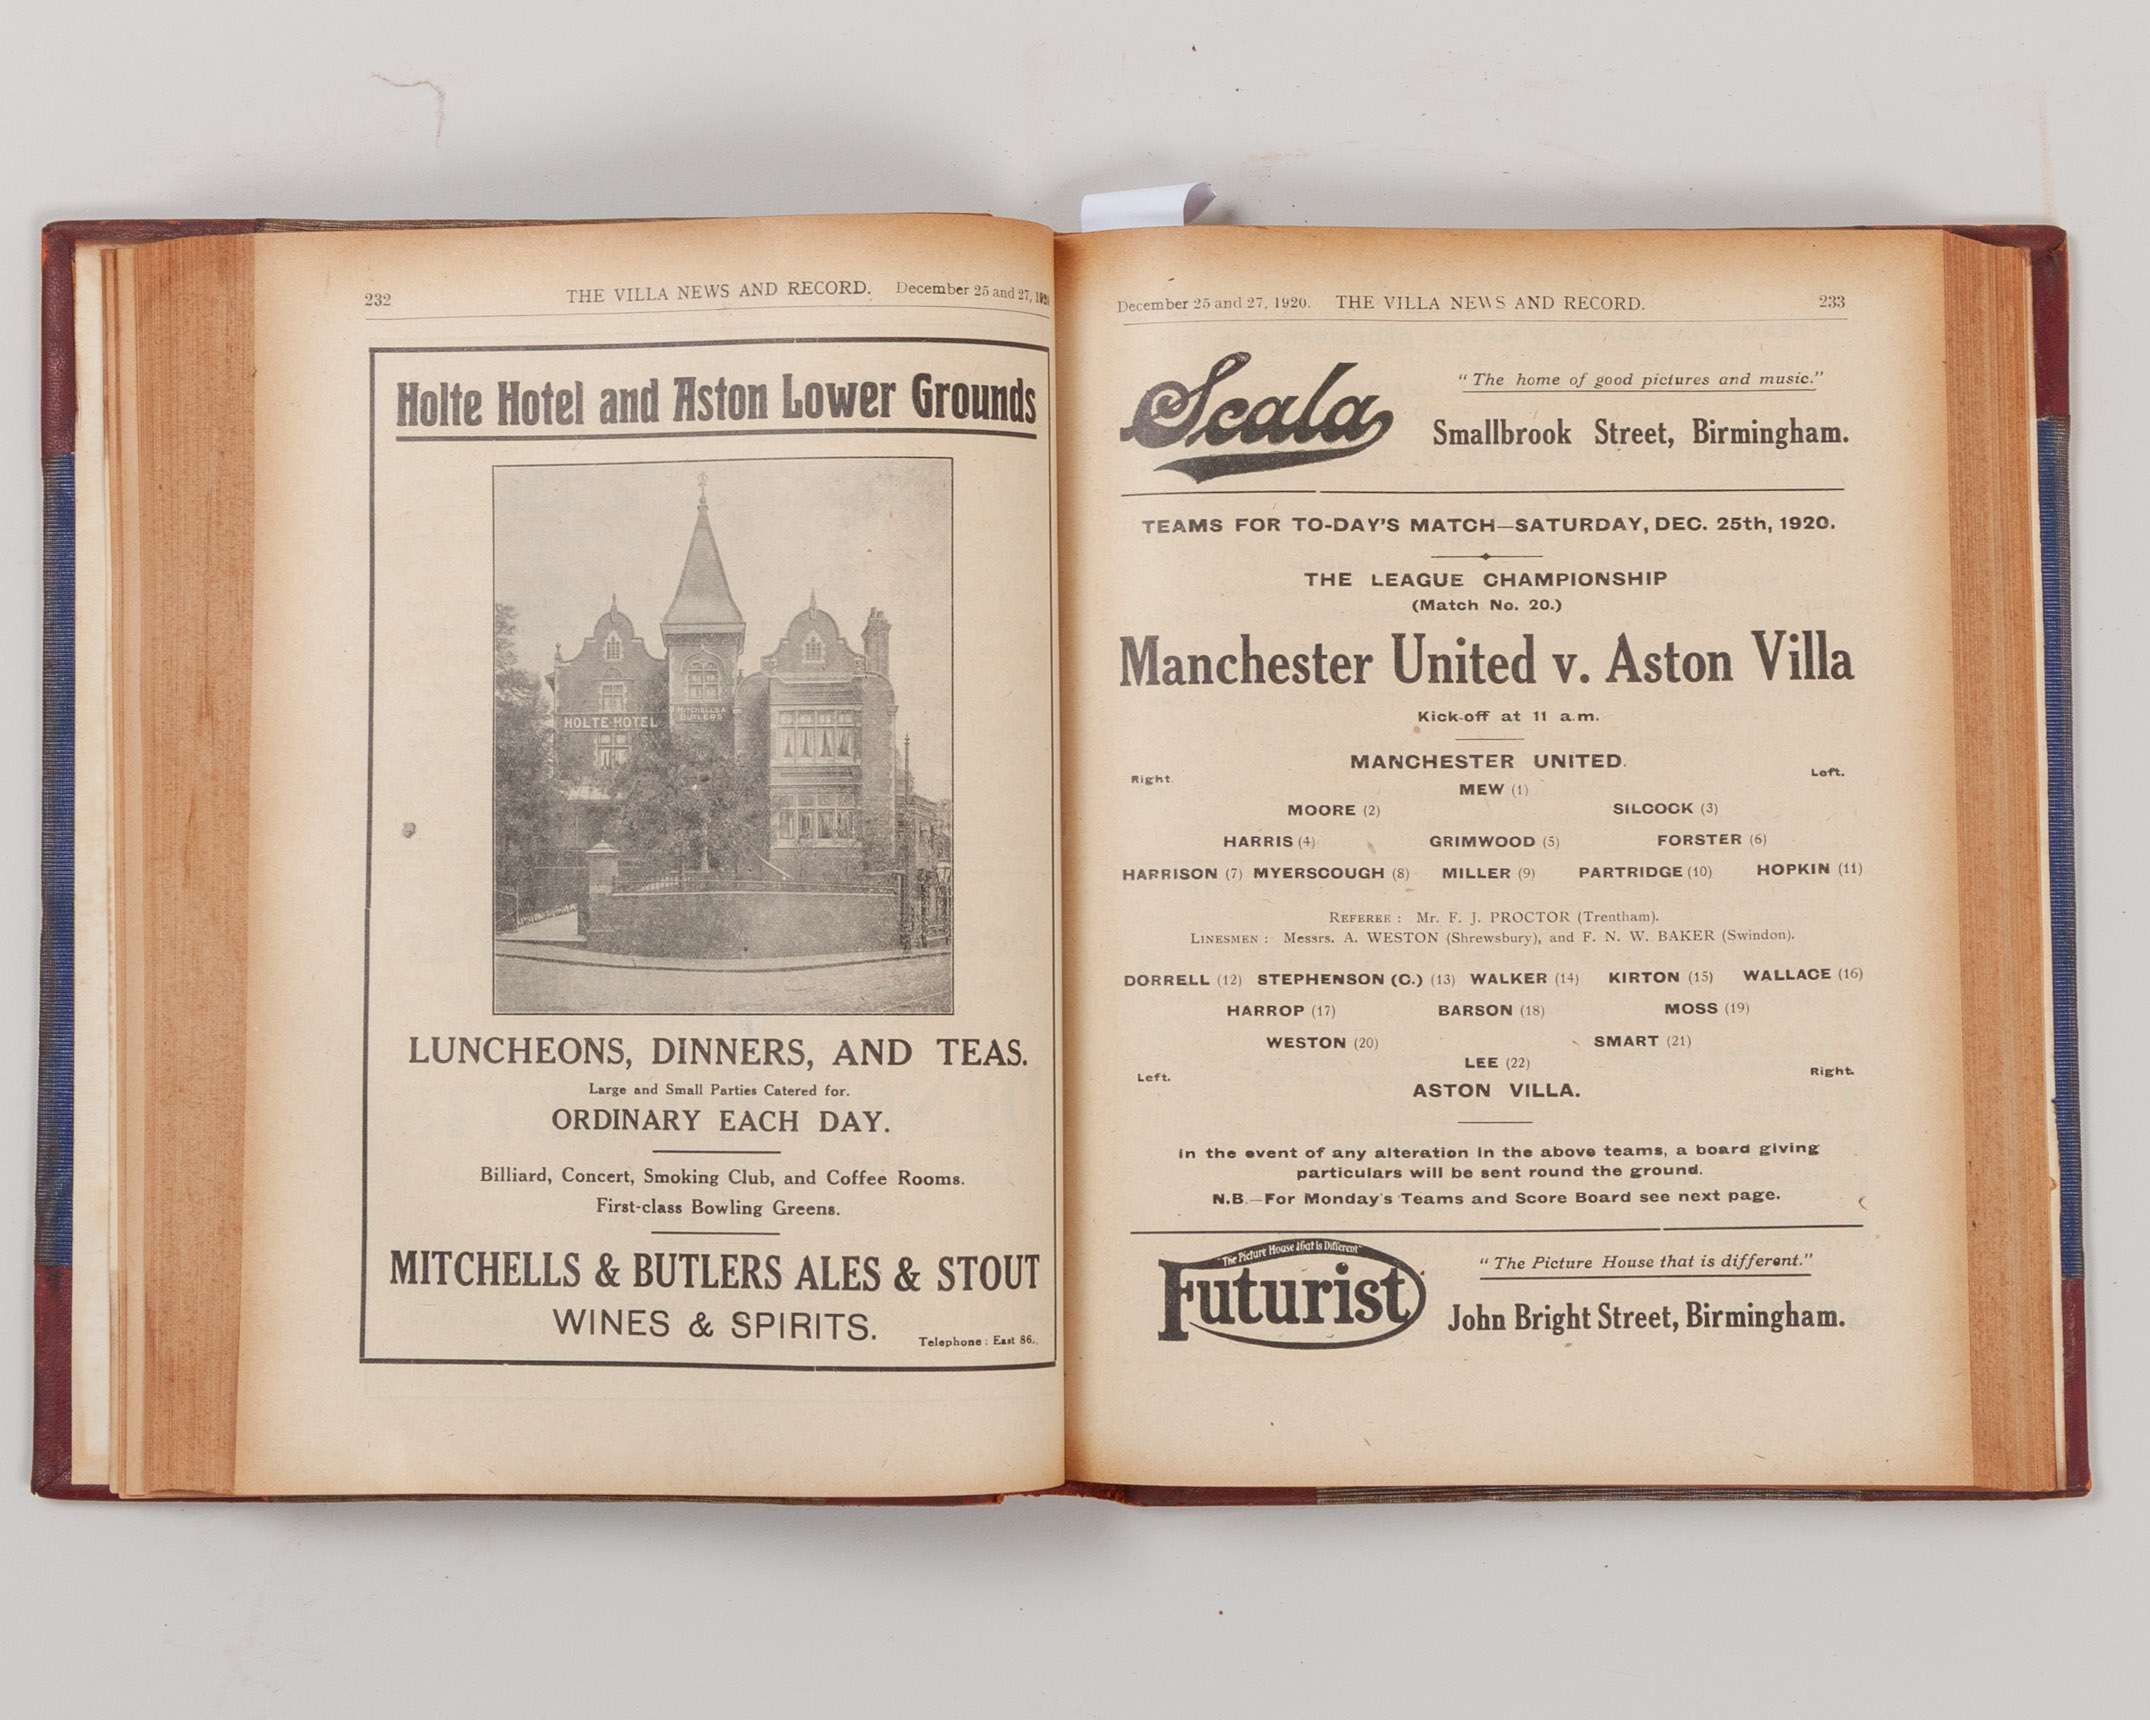 232 THE VILLA NEWS AND RECORD. December 25 and 27, 1920
Holte Hotel and Aston Lower Grounds
HOLTE HOTEL
MITCHELLS & BUTLERS
LUNCHEONS, DINNERS, AND TEAS.
Large and Small Parties Catered for.
ORDINARY EACH DAY.
Billiard, Concert, Smoking Club, and Coffee Rooms.
First-class Bowling Greens.
MITCHELLS & BUTLERS ALES & STOUT
WINES & SPIRITS.
Telephone: East 86.
December 25 and 27, 1920. THE VILLA NEWS AND RECORD. 233
Scala
"The home of good pictures and music."
Smallbrook Street, Birmingham.
TEAMS FOR TO-DAY'S MATCH—SATURDAY, DEC. 25th, 1920.
THE LEAGUE CHAMPIONSHIP
(Match No. 20.)
Manchester United v. Aston Villa
Kick-off at 11 a.m.
MANCHESTER UNITED.
Right. Left.
MEW (1)
MOORE (2) SILCOCK (3)
HARRIS (4) GRIMWOOD (5) FORSTER (6)
HARRISON (7) MYERSCOUGH (8) MILLER (9) PARTRIDGE (10) HOPKIN (11)
REFEREE: Mr. F. J. PROCTOR (Trentham).
LINESMEN: Messrs. A. WESTON (Shrewsbury), and F. N. W. BAKER (Swindon).
DORRELL (12) STEPHENSON (C.) (13) WALKER (14) KIRTON (15) WALLACE (16)
HARROP (17) BARSON (18) MOSS (19)
WESTON (20) SMART (21)
LEE (22)
Left. Right.
ASTON VILLA.
In the event of any alteration in the above teams, a board giving
particulars will be sent round the ground.
N.B.—For Monday's Teams and Score Board see next page.
"The Picture House that is Different"
Futurist
"The Picture House that is different."
John Bright Street, Birmingham.